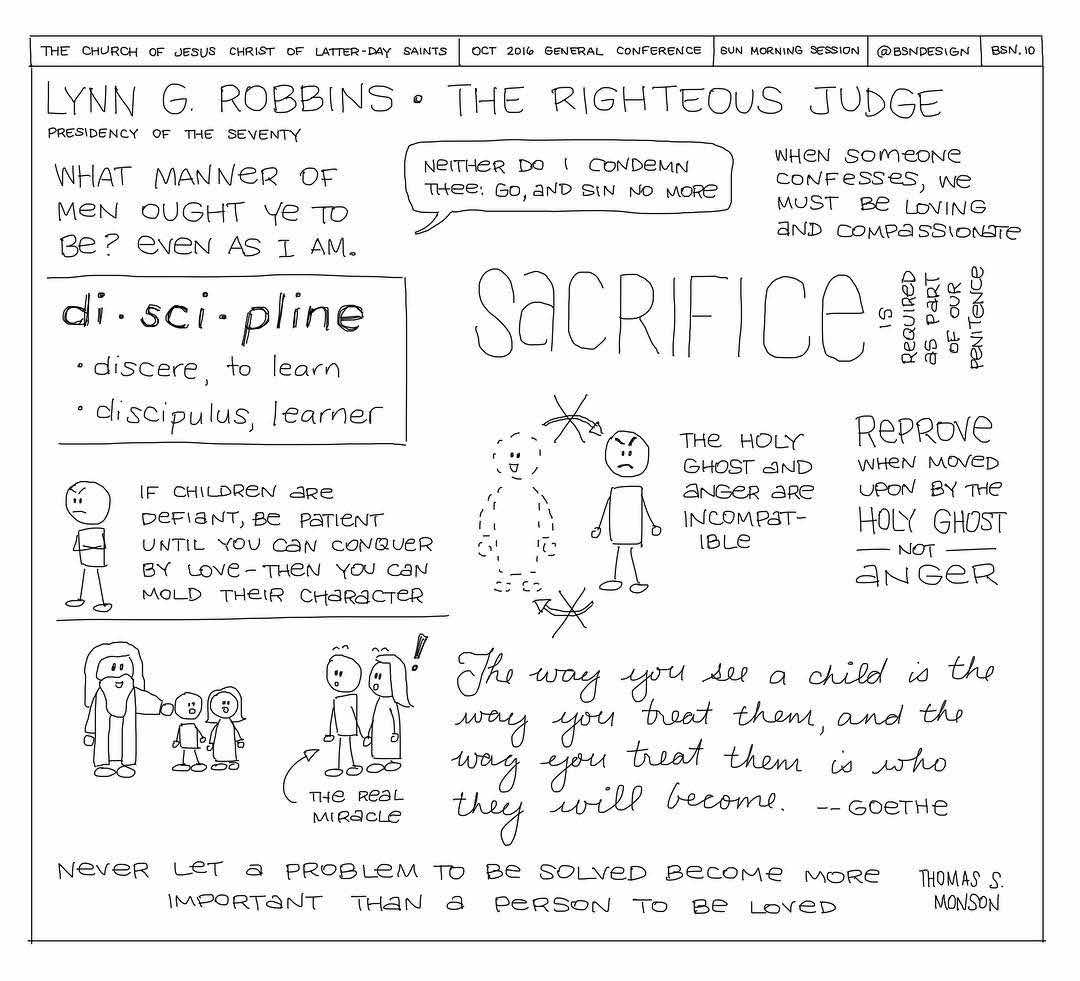 THE CHURCH OF JESUS CHRIST OF LATTER-DAY SAINTS
OCT 2016 GENERAL CONFERENCE
SUN MORNING SESSION
@BSNDESIGN
BSN.10
LYNN G. ROBBINS • THE RIGHTEOUS JUDGE
PRESIDENCY OF THE SEVENTY
WHAT MANNER OF
MEN OUGHT YE TO
BE? EVEN AS I AM.
NEITHER DO I CONDEMN
THEE: GO, AND SIN NO MORE
WHEN SOMEONE
CONFESSES, WE
MUST BE LOVING
AND COMPASSIONATE
di·sci·pline
• discere, to learn
• discipulus, learner
SACRIFICE
IS
REQUIRED
AS PART
OF OUR
PENITENCE
IF CHILDREN ARE
DEFIANT, BE PATIENT
UNTIL YOU CAN CONQUER
BY LOVE - THEN YOU CAN
MOLD THEIR CHARACTER
THE HOLY
GHOST AND
ANGER ARE
INCOMPAT-
IBLE
REPROVE
WHEN MOVED
UPON BY THE
HOLY GHOST
— NOT —
ANGER
!
THE REAL
MIRACLE
The way you see a child is the
way you treat them, and the
way you treat them is who
they will become. -- GOETHE
NEVER LET A PROBLEM TO BE SOLVED BECOME MORE
IMPORTANT THAN A PERSON TO BE LOVED
THOMAS S.
MONSON